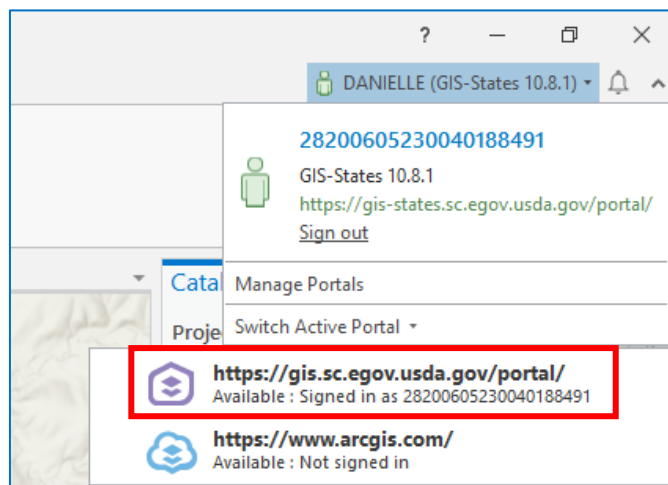 ?
DANIELLE (GIS-States 10.8.1)
28200605230040188491
GIS-States 10.8.1
https://gis-states.sc.egov.usda.gov/portal/
Sign out
Catal
Manage Portals
Proje
Switch Active Portal
https://gis.sc.egov.usda.gov/portal/
Available : Signed in as 28200605230040188491
https://www.arcgis.com/
Available : Not signed in